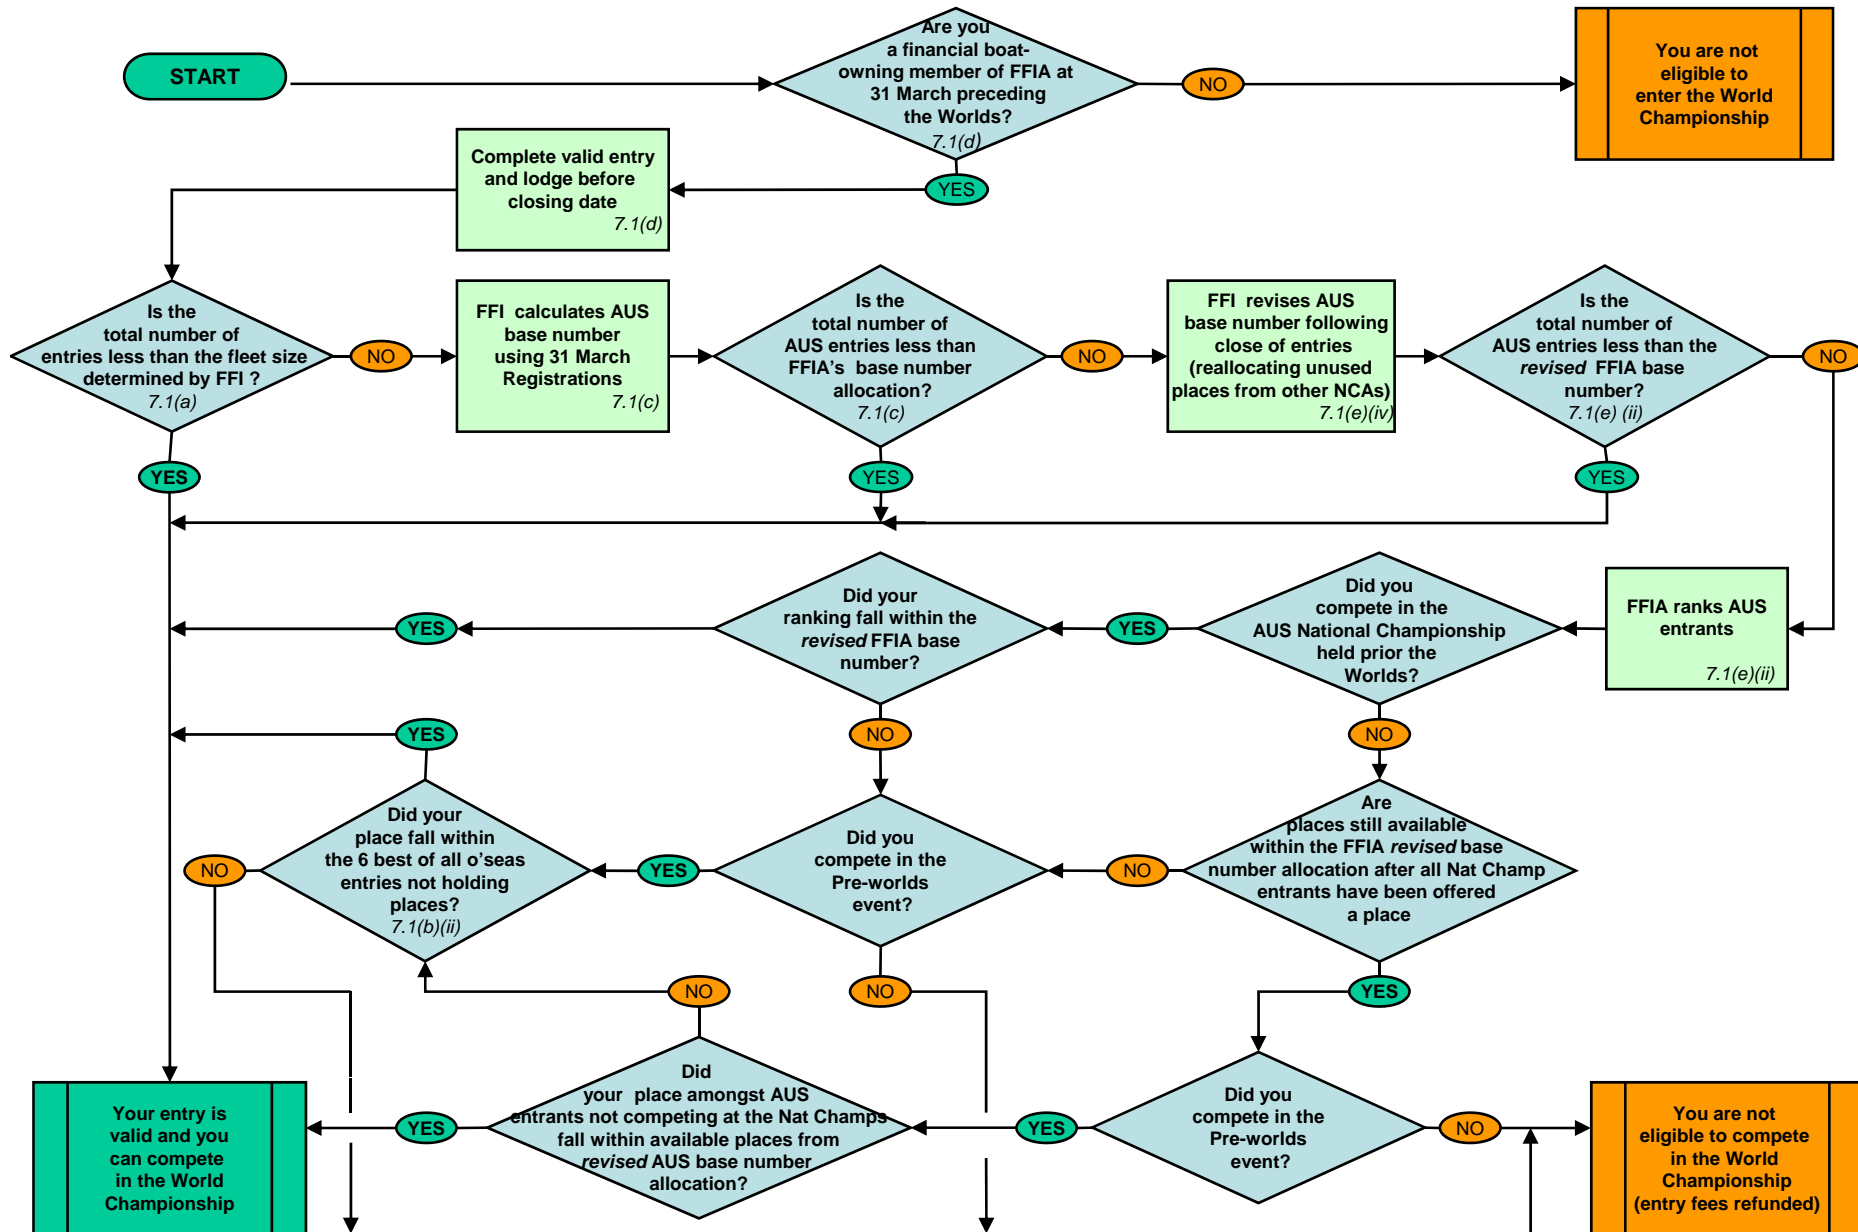 START
Are you
a financial boat-
owning member of FFIA at
31 March preceding
the Worlds?
7.1(d)
NO
You are not
eligible to
enter the World
Championship
YES
Complete valid entry
and lodge before
closing date
7.1(d)
Is the
total number of
entries less than the fleet size
determined by FFI ?
7.1(a)
NO
FFI calculates AUS
base number
using 31 March
Registrations
7.1(c)
Is the
total number of
AUS entries less than
FFIA's base number
allocation?
7.1(c)
NO
FFI revises AUS
base number following
close of entries
(reallocating unused
places from other NCAs)
7.1(e)(iv)
Is the
total number of
AUS entries less than the
revised FFIA base
number?
7.1(e) (ii)
NO
YES
YES
YES
FFIA ranks AUS
entrants
7.1(e)(ii)
Did you
compete in the
AUS National Championship
held prior the
Worlds?
YES
Did your
ranking fall within the
revised FFIA base
number?
YES
YES
NO
NO
Did your
place fall within
the 6 best of all o'seas
entries not holding
places?
7.1(b)(ii)
NO
YES
Did you
compete in the
Pre-worlds
event?
NO
Are
places still available
within the FFIA revised base
number allocation after all Nat Champ
entrants have been offered
a place
NO
NO
YES
Your entry is
valid and you
can compete
in the World
Championship
YES
Did
your place amongst AUS
entrants not competing at the Nat Champs
fall within available places from
revised AUS base number
allocation?
YES
Did you
compete in the
Pre-worlds
event?
NO
You are not
eligible to compete
in the World
Championship
(entry fees refunded)